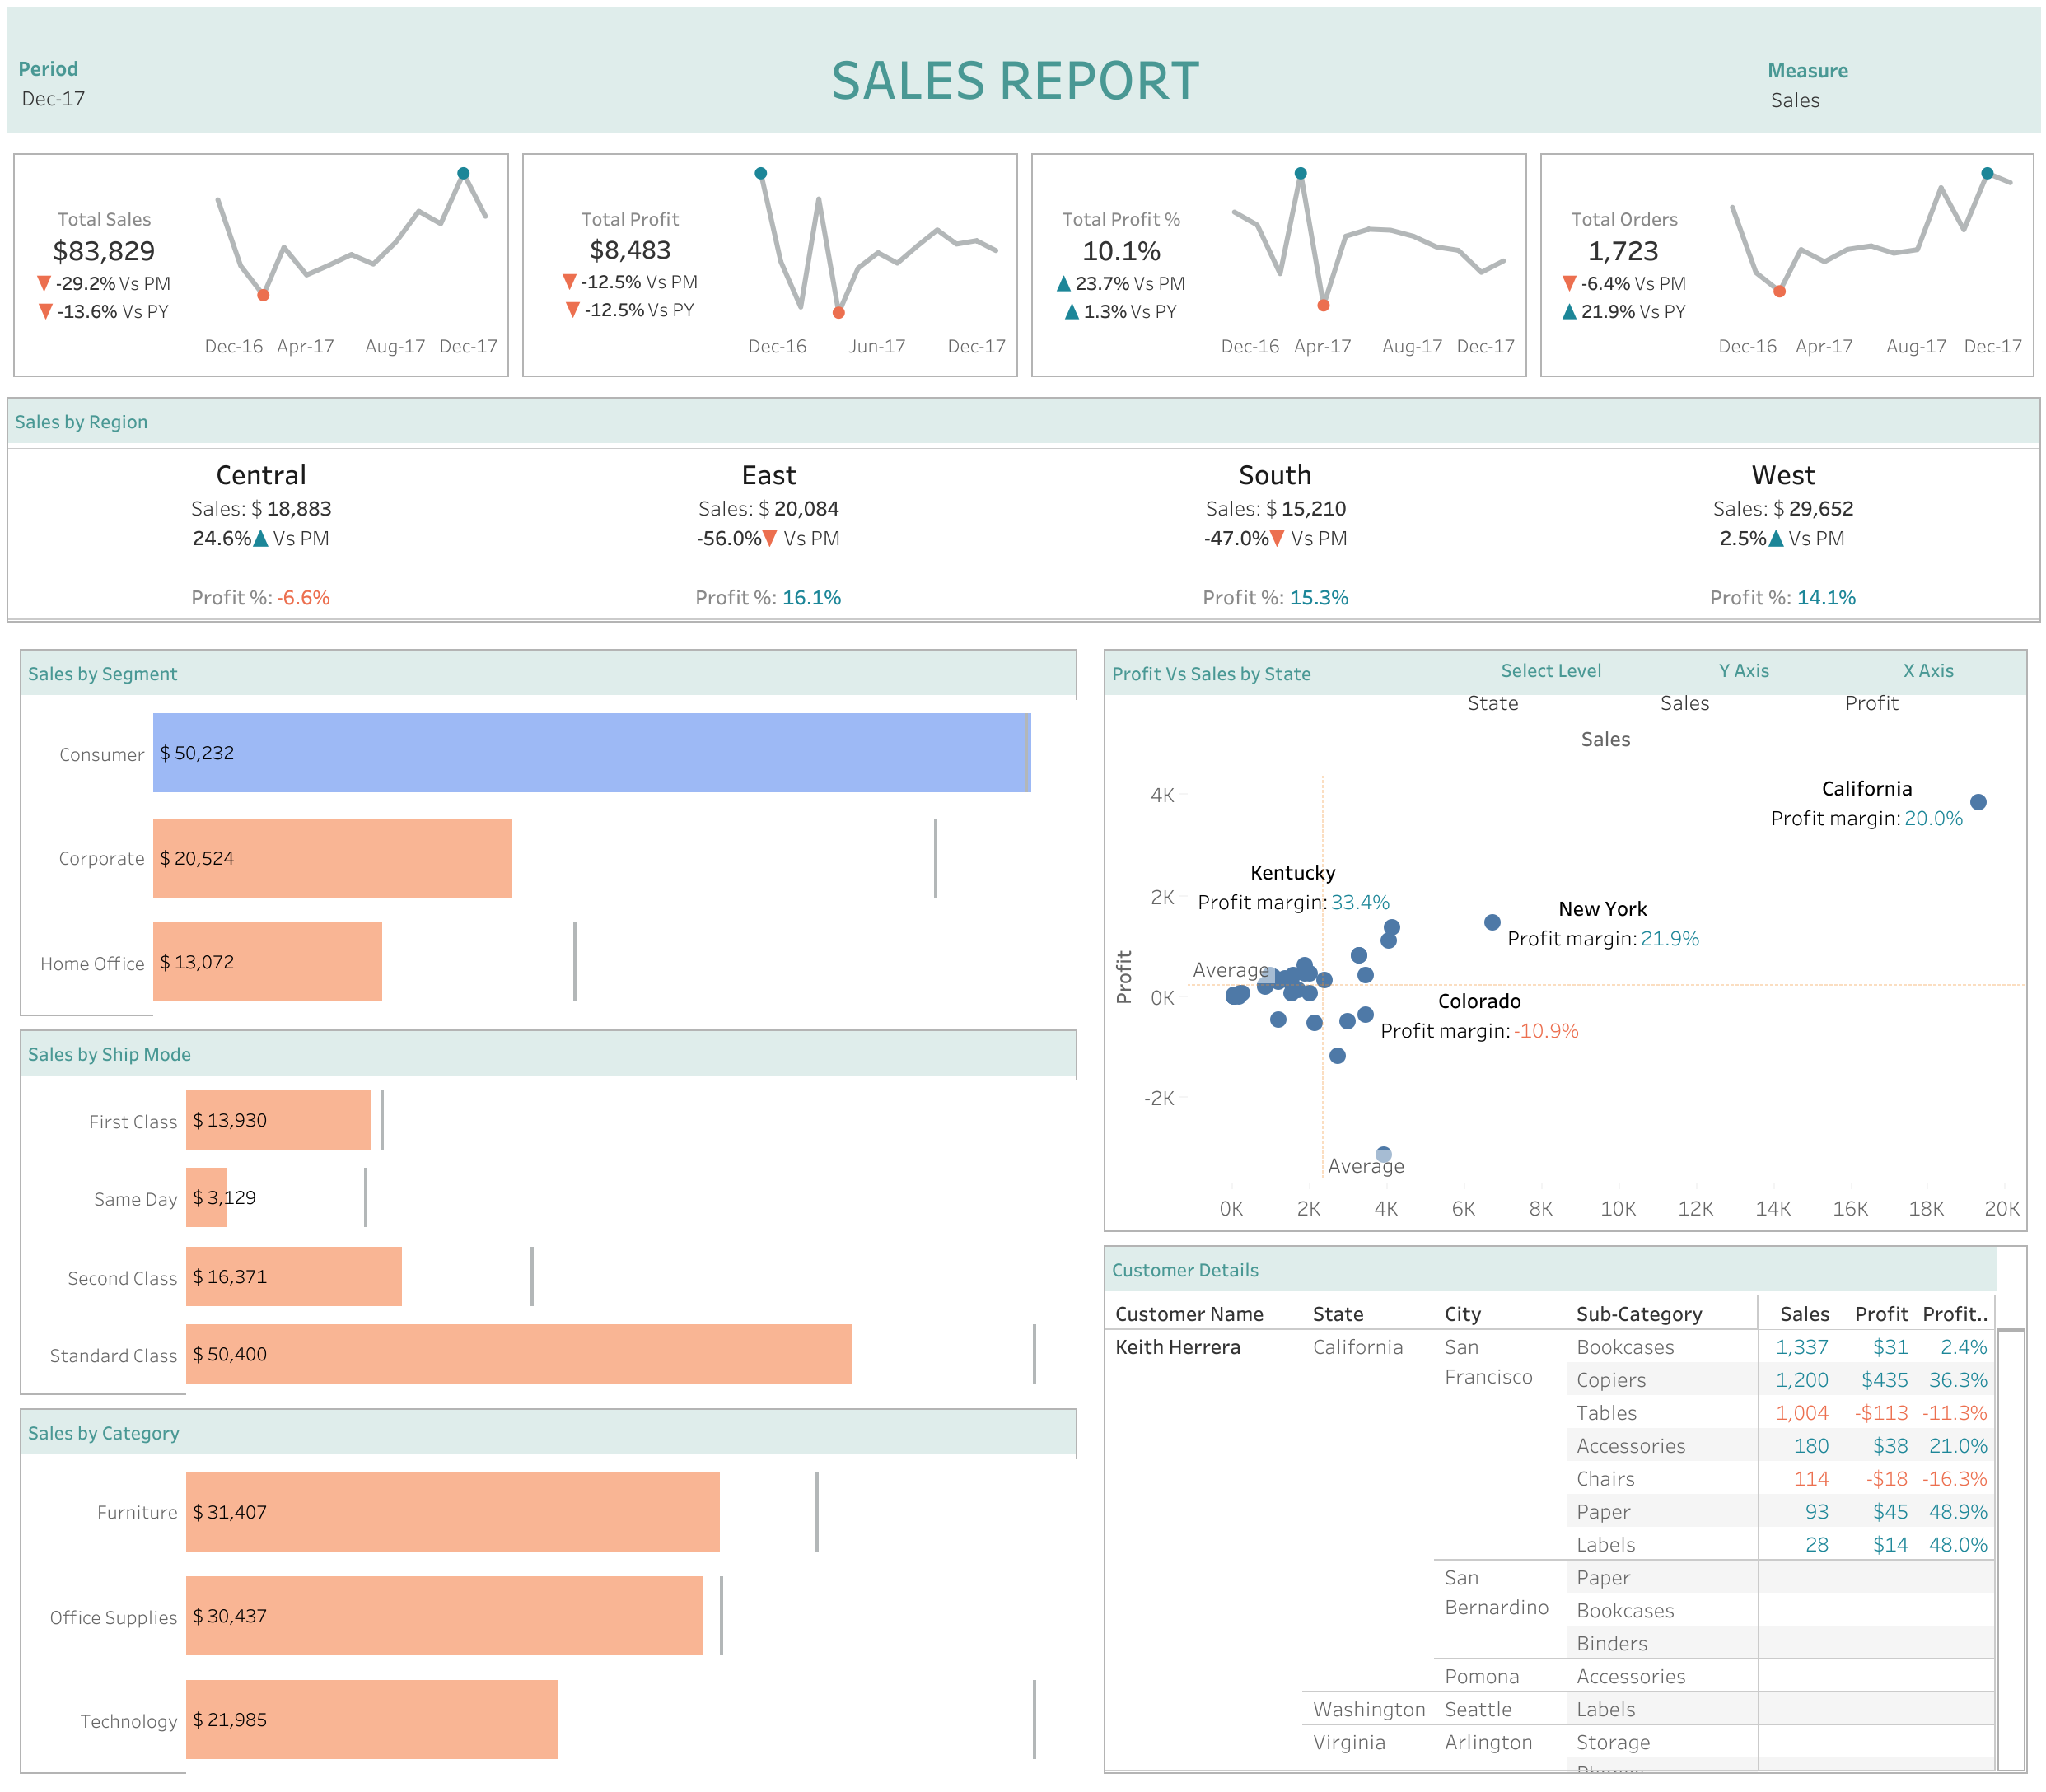 SALES REPORT
Period
Dec-17
Measure
Sales
Total Sales
$83,829
▼ -29.2% Vs PM
▼ -13.6% Vs PY
Dec-16 Apr-17 Aug-17 Dec-17
Total Profit
$8,483
▼ -12.5% Vs PM
▼ -12.5% Vs PY
Dec-16 Jun-17 Dec-17
Total Profit %
10.1%
▲ 23.7% Vs PM
▲ 1.3% Vs PY
Dec-16 Apr-17 Aug-17 Dec-17
Total Orders
1,723
▼ -6.4% Vs PM
▲ 21.9% Vs PY
Dec-16 Apr-17 Aug-17 Dec-17
Sales by Region
Central
Sales: $ 18,883
24.6%▲ Vs PM
Profit %: -6.6%
East
Sales: $ 20,084
-56.0%▼ Vs PM
Profit %: 16.1%
South
Sales: $ 15,210
-47.0%▼ Vs PM
Profit %: 15.3%
West
Sales: $ 29,652
2.5%▲ Vs PM
Profit %: 14.1%
Sales by Segment
Consumer $ 50,232
Corporate $ 20,524
Home Office $ 13,072
Sales by Ship Mode
First Class $ 13,930
Same Day $ 3,129
Second Class $ 16,371
Standard Class $ 50,400
Sales by Category
Furniture $ 31,407
Office Supplies $ 30,437
Technology $ 21,985
Profit Vs Sales by State
Select Level Y Axis X Axis
State Sales Profit
Sales
Profit
4K
2K
0K
-2K
California
Profit margin: 20.0%
Kentucky
Profit margin: 33.4%
New York
Profit margin: 21.9%
Average
Colorado
Profit margin: -10.9%
Average
0K 2K 4K 6K 8K 10K 12K 14K 16K 18K 20K
Customer Details
Customer Name State City Sub-Category Sales Profit Profit..
Keith Herrera California San Bookcases 1,337 $31 2.4%
Francisco Copiers 1,200 $435 36.3%
Tables 1,004 -$113 -11.3%
Accessories 180 $38 21.0%
Chairs 114 -$18 -16.3%
Paper 93 $45 48.9%
Labels 28 $14 48.0%
San Paper
Bernardino Bookcases
Binders
Pomona Accessories
Washington Seattle Labels
Virginia Arlington Storage